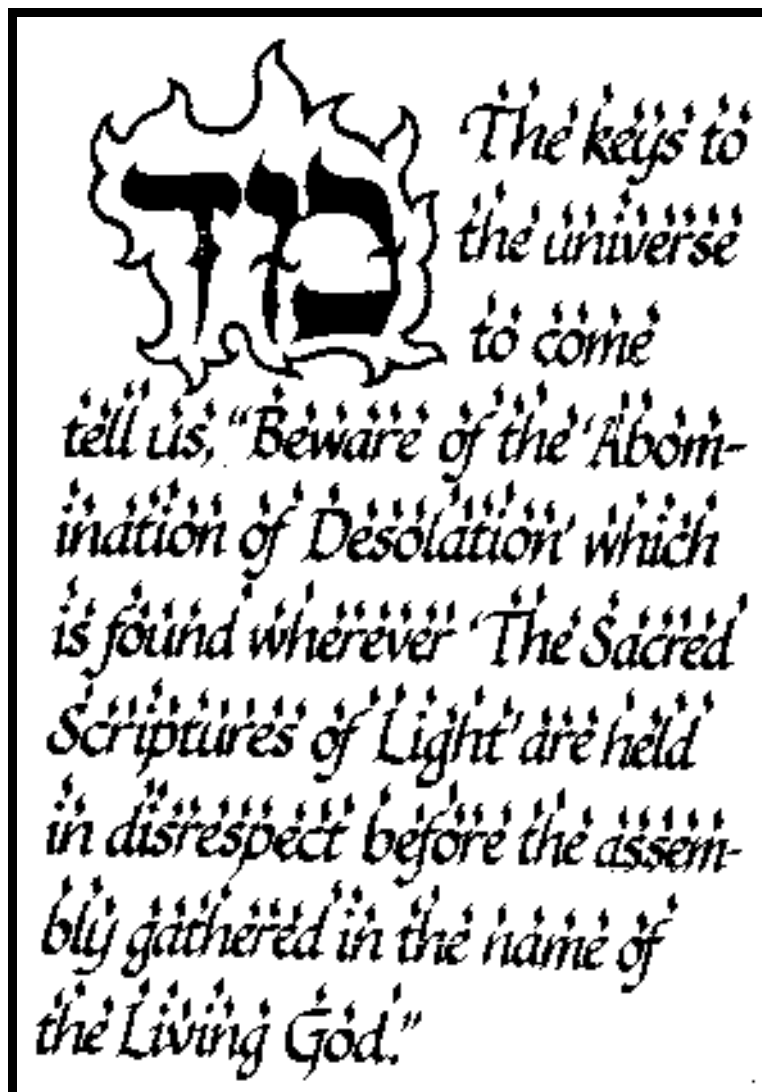 The keys to
the universe
to come
tell us, “Beware of the ‘Abom-
ination of Desolation’ which
is found wherever ‘The Sacred
Scriptures of Light’ are held
in disrespect before the assem-
bly gathered in the name of
the Living God.”